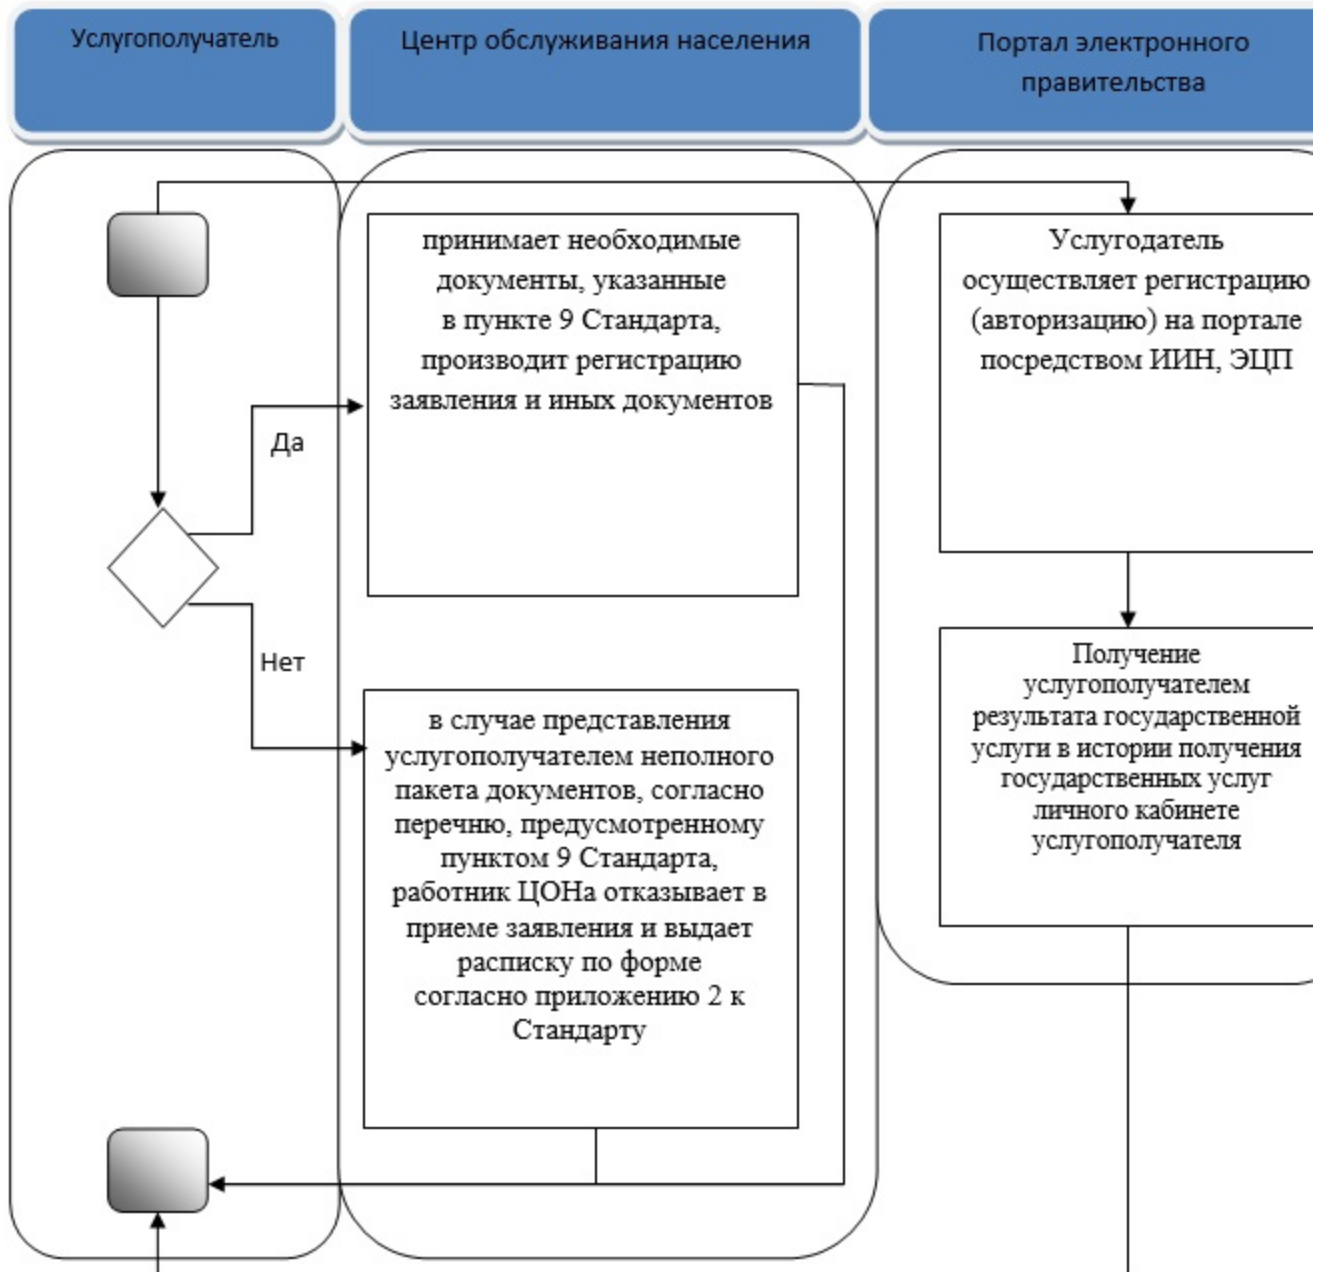 Услугополучатель
Центр обслуживания населения
Портал электронного
правительства
принимает необходимые
документы, указанные
в пункте 9 Стандарта,
производит регистрацию
заявления и иных документов
Услугодатель
осуществляет регистрацию
(авторизацию) на портале
посредством ИИН, ЭЦП
Да
Нет
в случае представления
услугополучателем неполного
пакета документов, согласно
перечню, предусмотренному
пунктом 9 Стандарта,
работник ЦОНа отказывает в
приеме заявления и выдает
расписку по форме
согласно приложению 2 к
Стандарту
Получение
услугополучателем
результата государственной
услуги в истории получения
государственных услуг
личного кабинете
услугополучателя